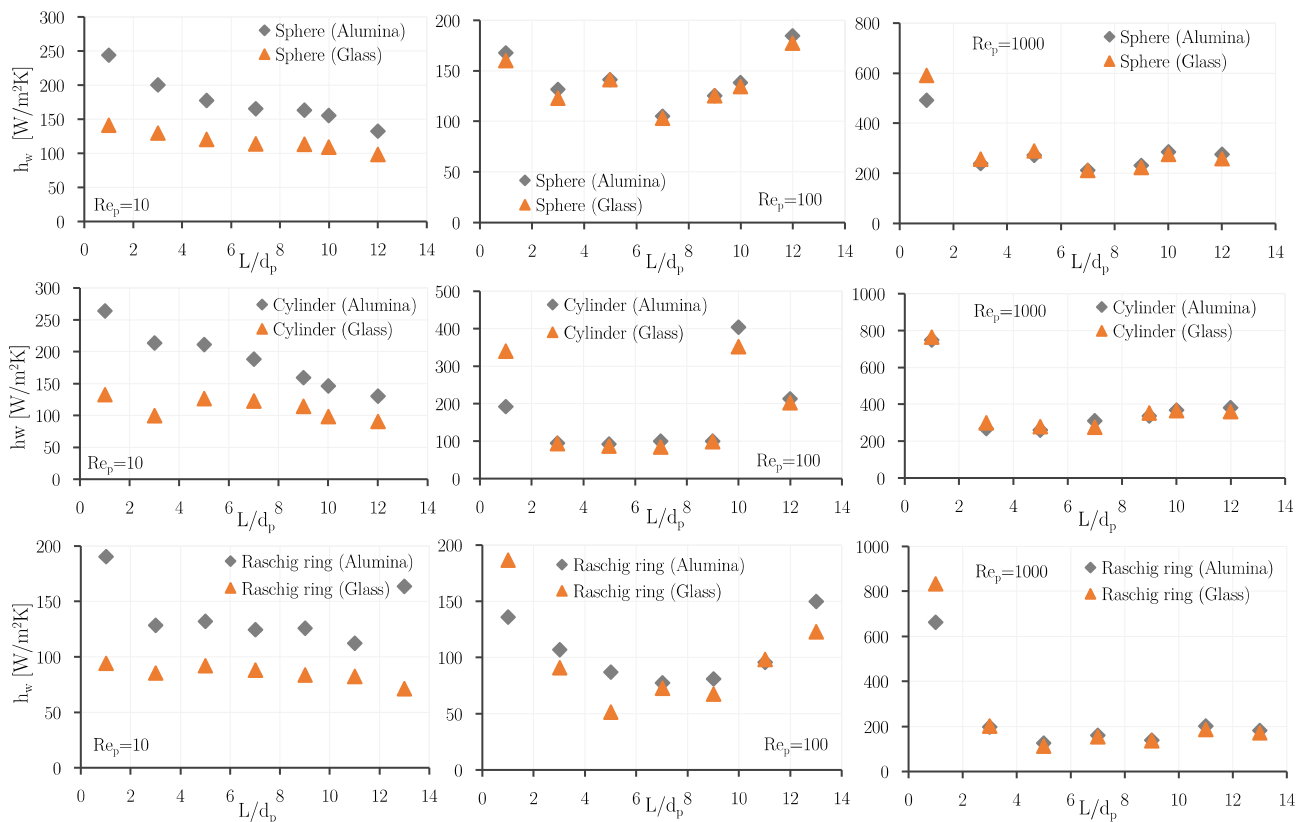 300
250
200
150
100
50
0
0 2 4 6 8 10 12 14
h_w [W/m²K]
L/d_p
Sphere (Alumina)
Sphere (Glass)
Re_p=10
200
150
100
50
0
0 2 4 6 8 10 12 14
L/d_p
Sphere (Alumina)
Sphere (Glass)
Re_p=100
800
600
400
200
0
0 2 4 6 8 10 12 14
L/d_p
Re_p=1000
Sphere (Alumina)
Sphere (Glass)
300
250
200
150
100
50
0
0 2 4 6 8 10 12 14
hw [W/m²K]
L/d_p
Cylinder (Alumina)
Cylinder (Glass)
Re_p=10
500
400
300
200
100
0
0 2 4 6 8 10 12 14
L/d_p
Cylinder (Alumina)
Cylinder (Glass)
Re_p=100
1000
800
600
400
200
0
0 2 4 6 8 10 12 14
L/d_p
Re_p=1000
Cylinder (Alumina)
Cylinder (Glass)
200
150
100
50
0
0 2 4 6 8 10 12 14
h_w [W/m²K]
L/d_p
Raschig ring (Alumina)
Raschig ring (Glass)
Re_p=10
200
150
100
50
0
0 2 4 6 8 10 12 14
L/d_p
Raschig ring (Alumina)
Raschig ring (Glass)
Re_p=100
1000
800
600
400
200
0
0 2 4 6 8 10 12 14
L/d_p
Re_p=1000
Raschig ring (Alumina)
Raschig ring (Glass)